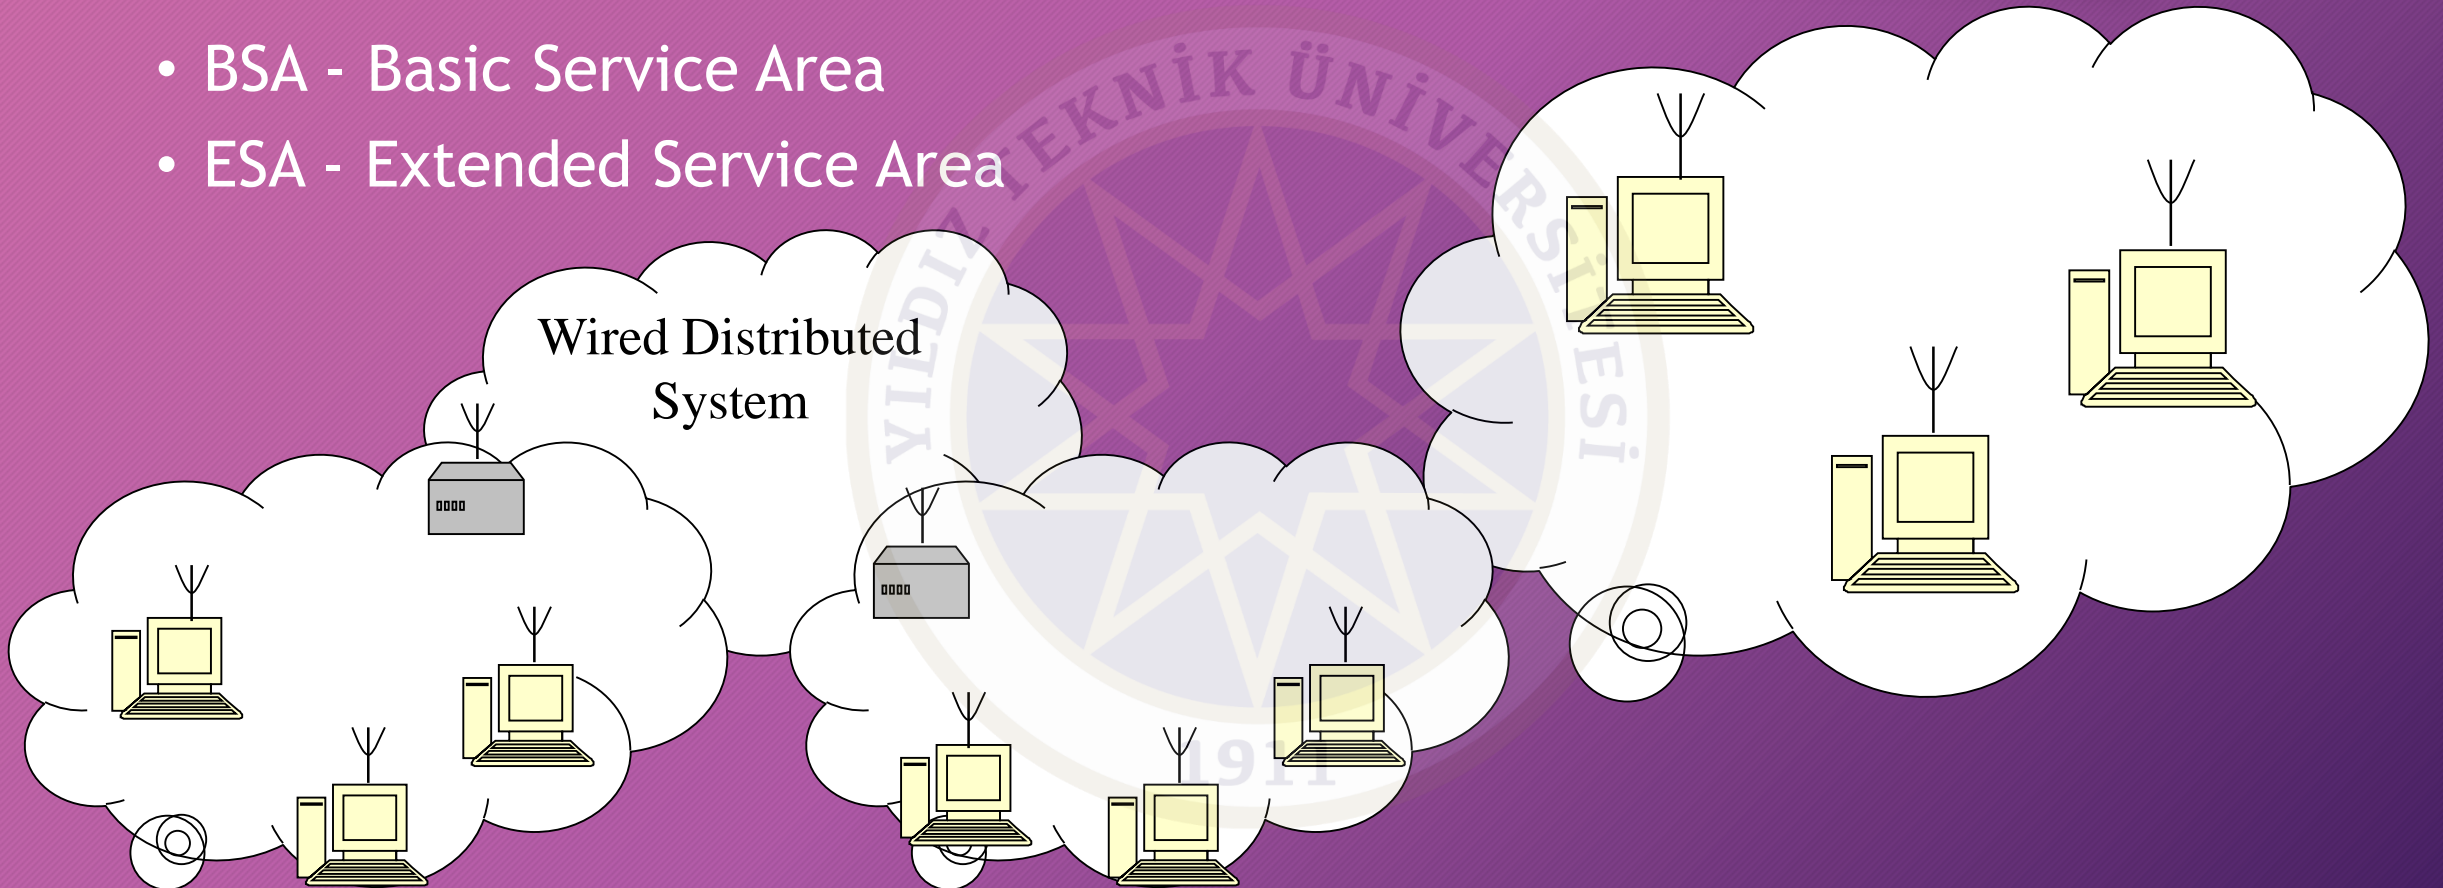 • BSA - Basic Service Area
• ESA - Extended Service Area
Wired Distributed
System
YILDIZ TEKNİK ÜNİVERSİTESİ
1911